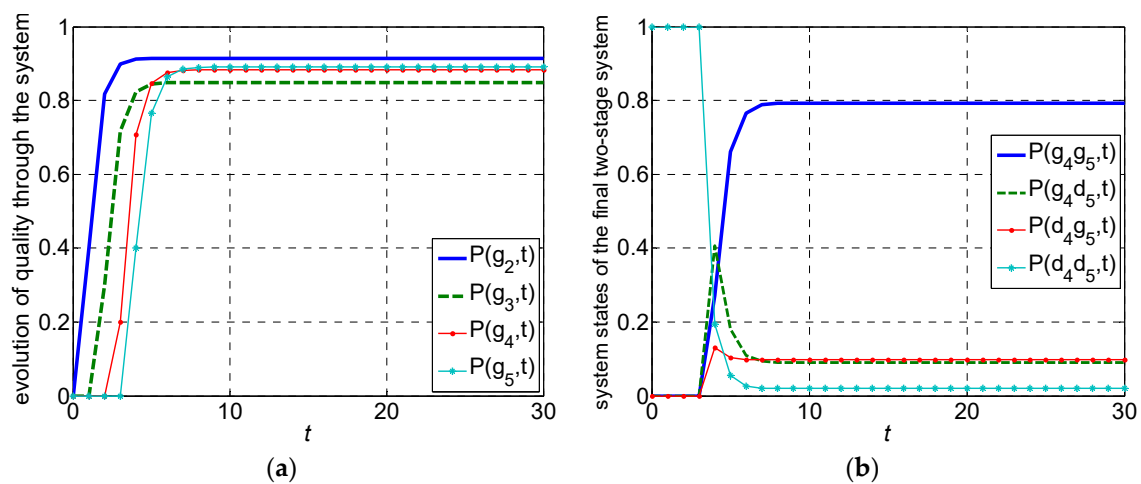 evolution of quality through the system
1
0.8
0.6
0.4
0.2
0
0
10
20
30
t
P(g2,t)
P(g3,t)
P(g4,t)
P(g5,t)
(a)
system states of the final two-stage system
1
0.8
0.6
0.4
0.2
0
0
10
20
30
t
P(g4g5,t)
P(g4d5,t)
P(d4g5,t)
P(d4d5,t)
(b)